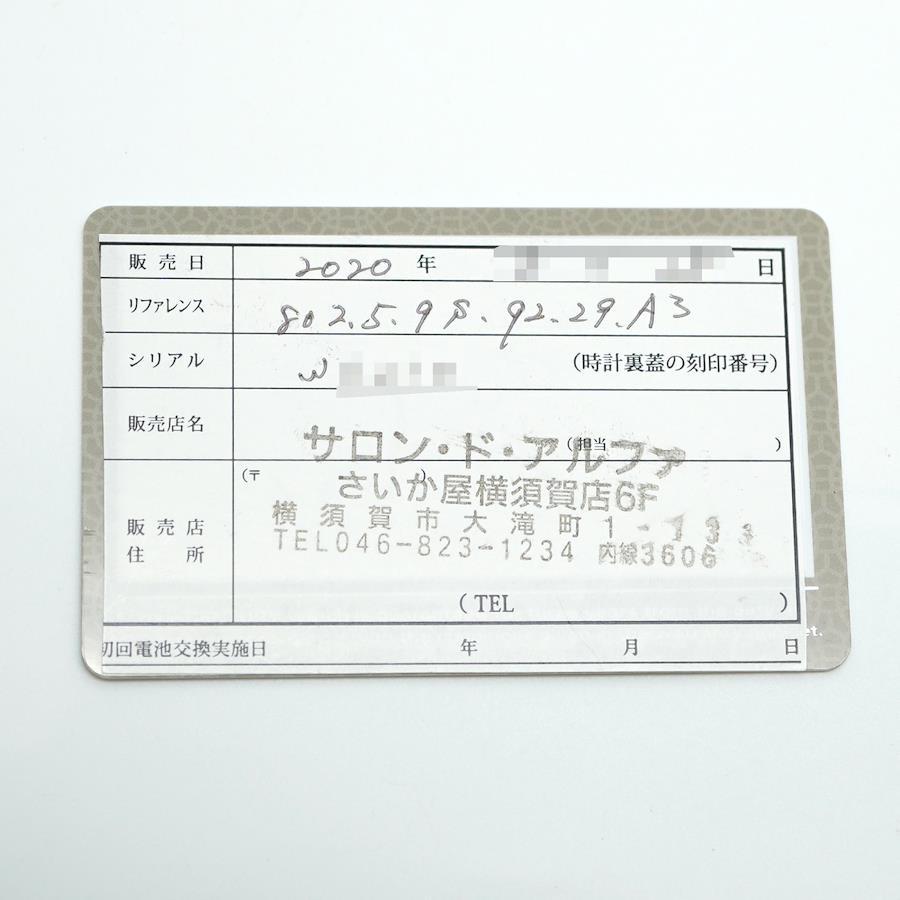 販売日 2020 年 日
リファレンス 802.5.9S.92.29.A3
シリアル W (時計裏蓋の刻印番号)
販売店名 (担当 )
サロン・ド・アルファ
さいか屋横須賀店6F
(〒 )
横須賀市大滝町1-
販売店
住所
TEL046-823-1234 内線3606
(TEL )
初回電池交換実施日 年 月 日
et.